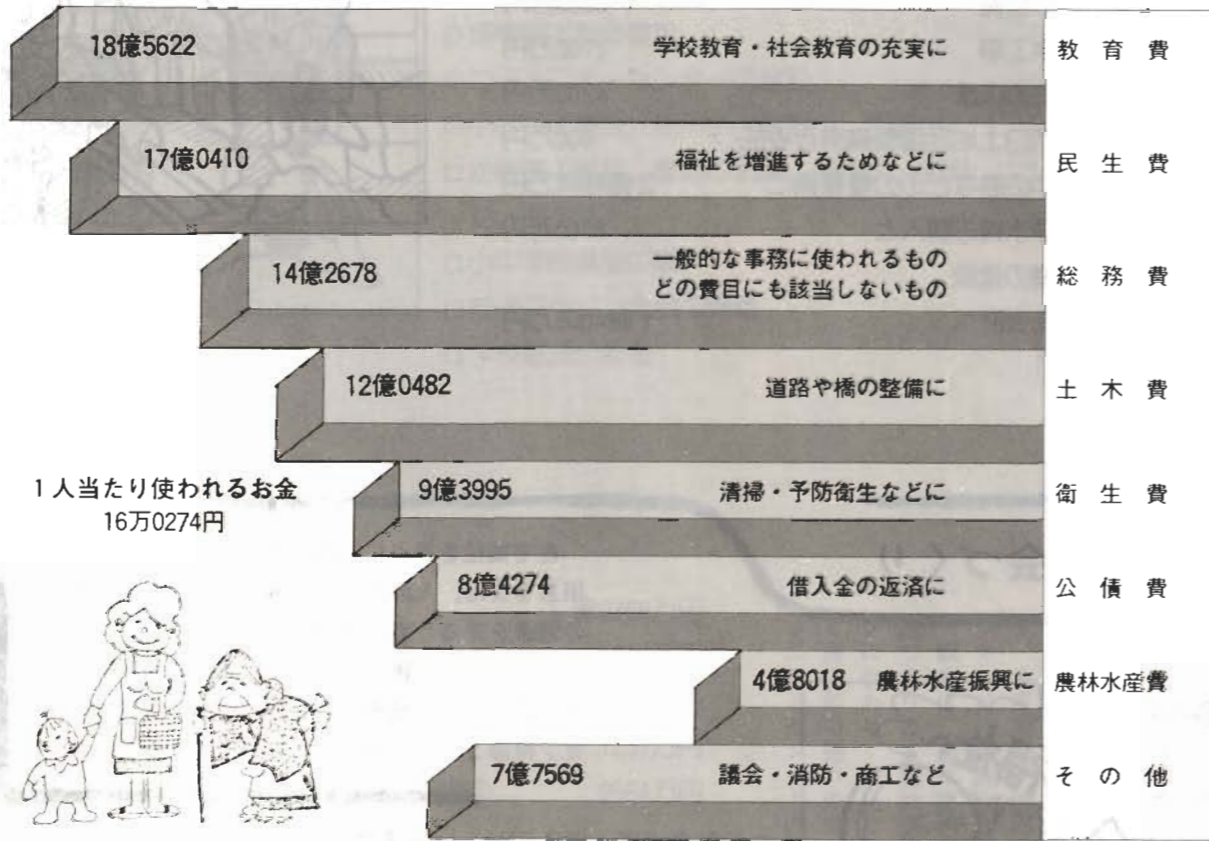 18億5622 学校教育・社会教育の充実に 教育費
17億0410 福祉を増進するためなどに 民生費
14億2678 一般的な事務に使われるもの
どの費目にも該当しないもの 総務費
12億0482 道路や橋の整備に 土木費
9億3995 清掃・予防衛生などに 衛生費
8億4274 借入金の返済に 公債費
4億8018 農林水産振興に 農林水産費
7億7569 議会・消防・商工など その他
1人当たり使われるお金
16万0274円